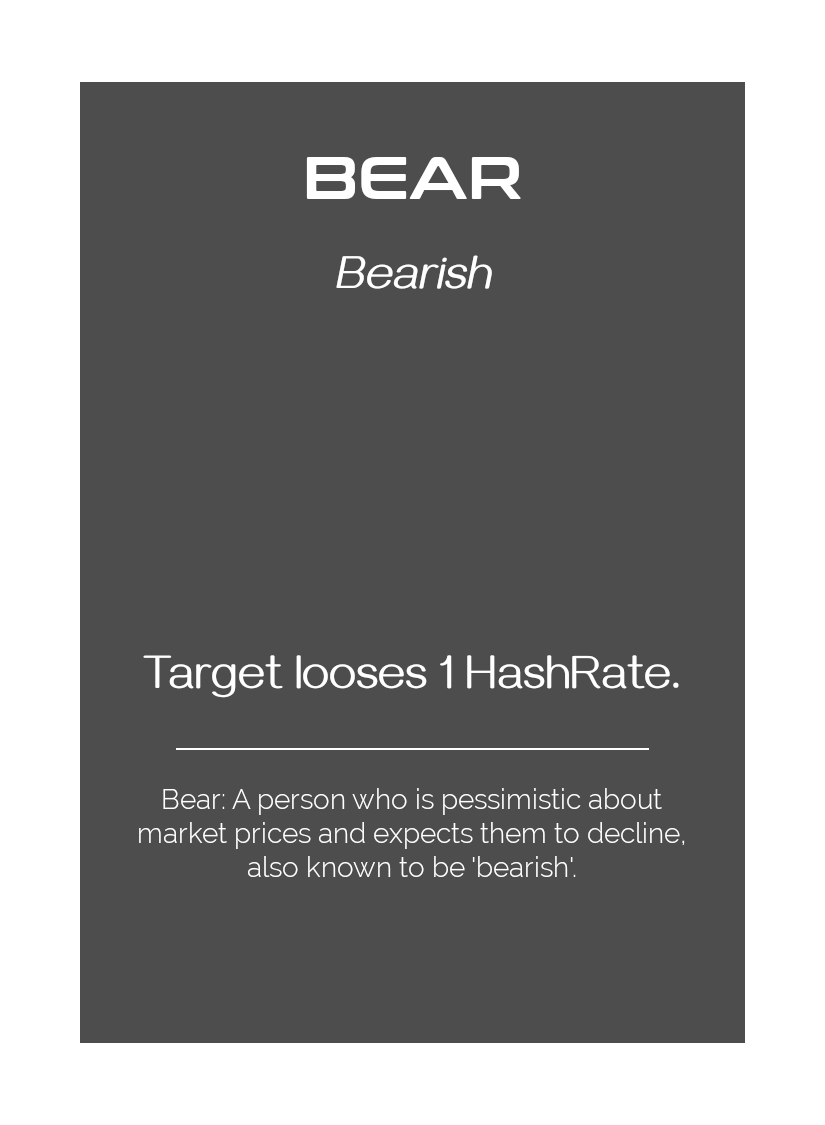 BEAR
Bearish
Target looses 1 HashRate.
Bear: A person who is pessimistic about
market prices and expects them to decline,
also known to be 'bearish'.